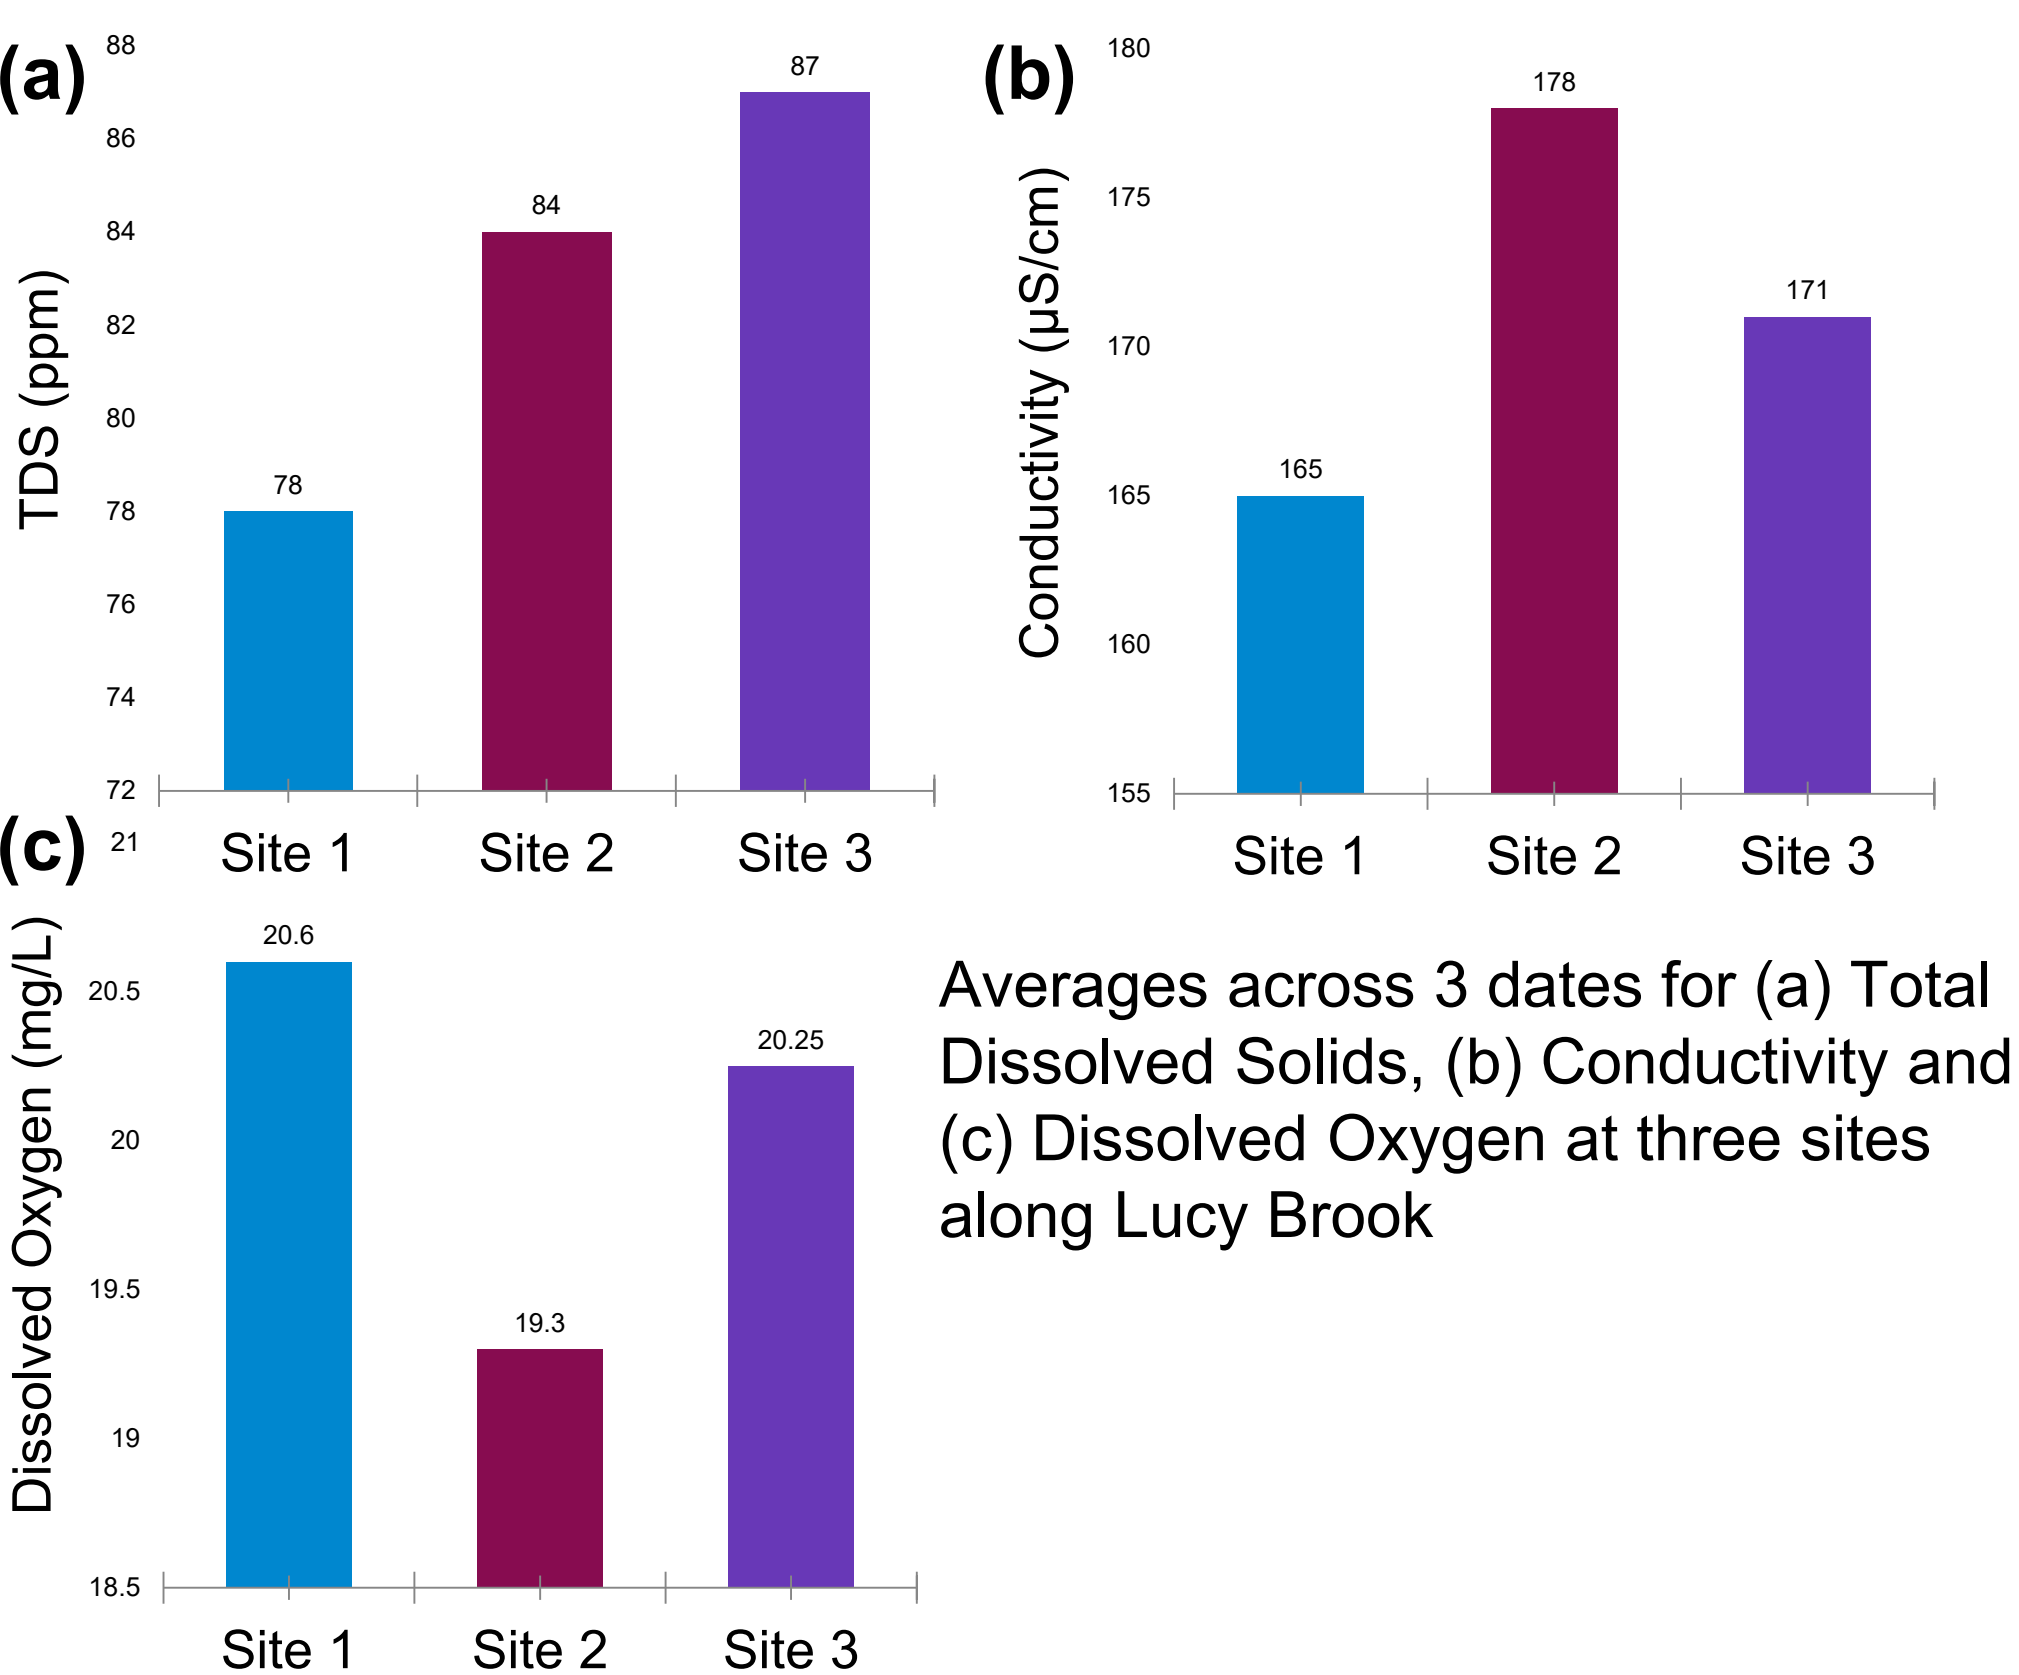 (a)
TDS (ppm)
88
86
84
82
80
78
76
74
72
78
84
87
Site 1
Site 2
Site 3
(b)
Conductivity (µS/cm)
180
175
170
165
160
155
165
178
171
Site 1
Site 2
Site 3
(c)
Dissolved Oxygen (mg/L)
21
20.5
20
19.5
19
18.5
20.6
19.3
20.25
Site 1
Site 2
Site 3
Averages across 3 dates for (a) Total
Dissolved Solids, (b) Conductivity and
(c) Dissolved Oxygen at three sites
along Lucy Brook